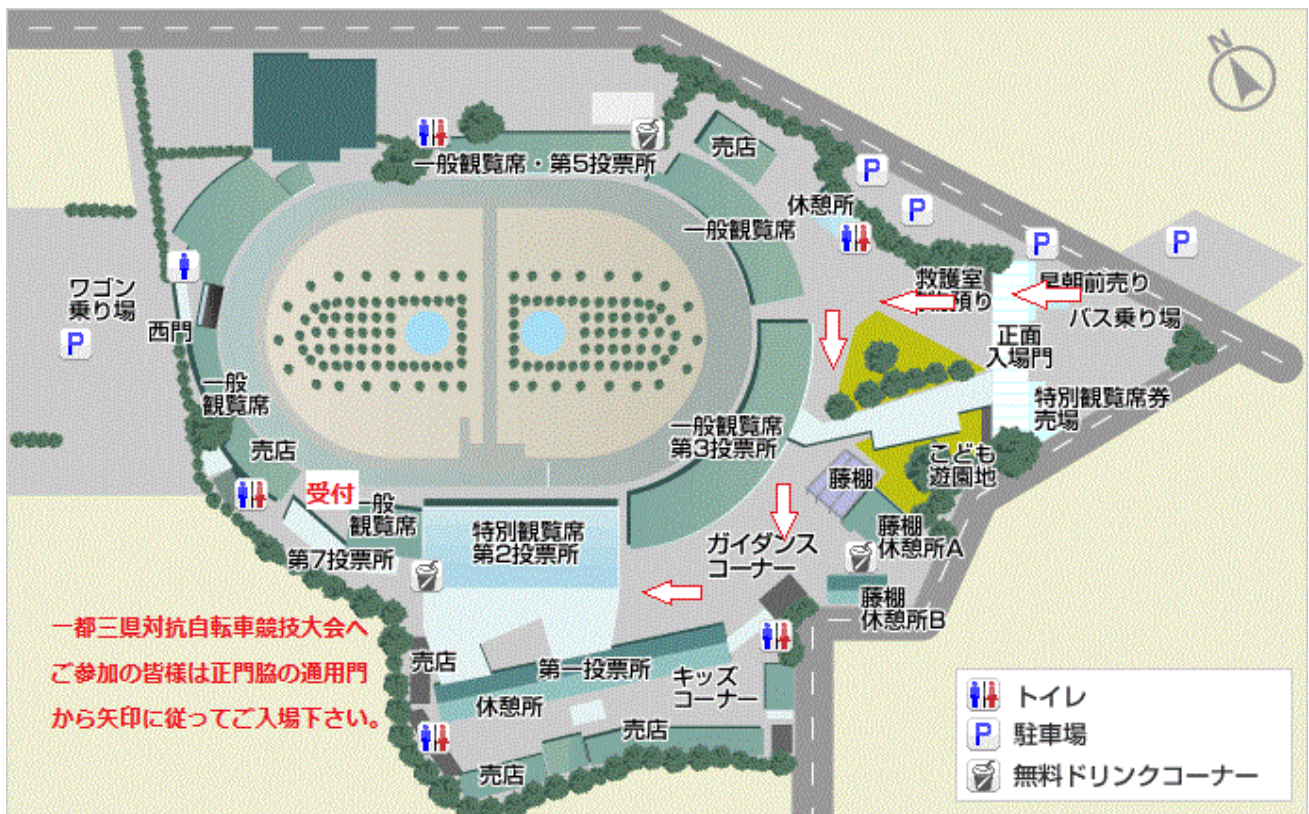 N
一般観覧席・第5投票所
売店
休憩所
一般観覧席
救護室
預り
早朝前売り
バス乗り場
正面
入場門
特別観覧席券
売場
ワゴン
乗り場
西門
一般
観覧席
売店
一般観覧席
第3投票所
こども
遊園地
藤棚
藤棚
休憩所A
受付
一般
観覧席
特別観覧席
第2投票所
ガイダンス
コーナー
第7投票所
藤棚
休憩所B
一都三県対抗自転車競技大会へ
ご参加の皆様は正門脇の通用門
から矢印に従ってご入場下さい。
売店
第一投票所
キッズ
コーナー
休憩所
売店
売店
P
P
P
P
P
トイレ
P
駐車場
無料ドリンクコーナー